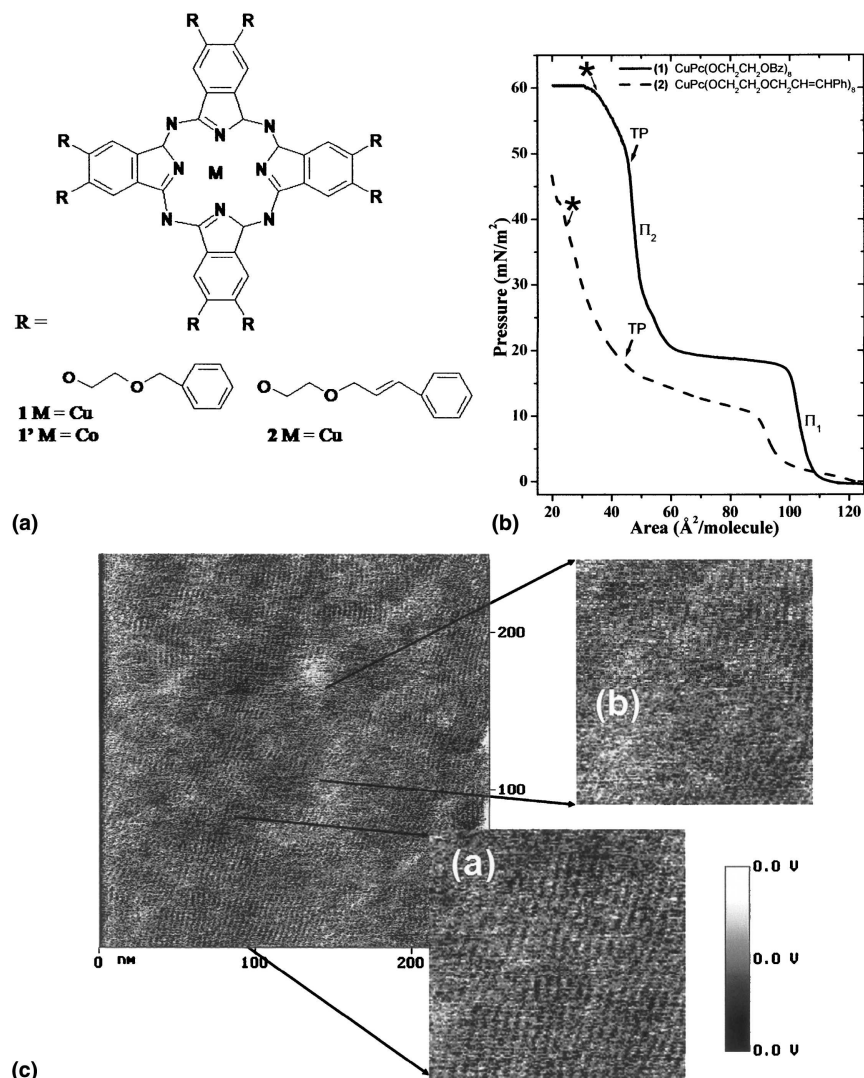 R R
R R
N N N
R R
N M N
R R
N N N
R R
R =
O O
O O
1 M = Cu
1' M = Co
2 M = Cu
(a)
(1) CuPc(OCH2CH2OBz)8
(2) CuPc(OCH2CH2OCH2CH=CHPh)8
Pressure (mN/m²)
60
50
40
30
20
10
0
20 40 60 80 100 120
Area (Å²/molecule)
*
TP
Π2
*
TP
Π1
(b)
200
100
0 nM 100 200
(b)
(a)
0.0 V
0.0 V
0.0 V
(c)